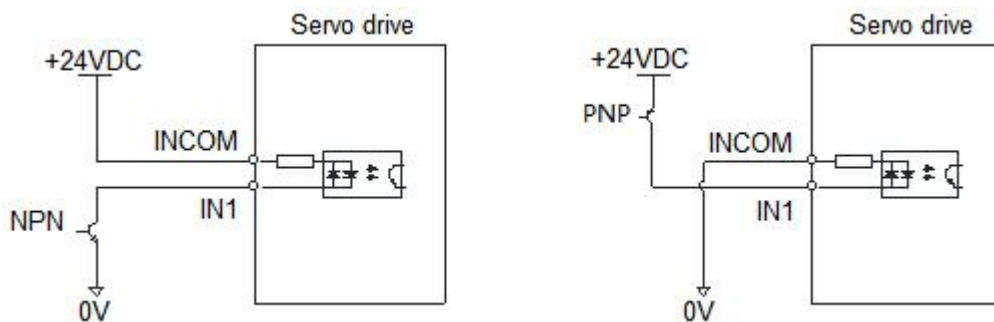 Servo drive
+24VDC
INCOM
IN1
NPN
0V
Servo drive
+24VDC
PNP
INCOM
IN1
0V